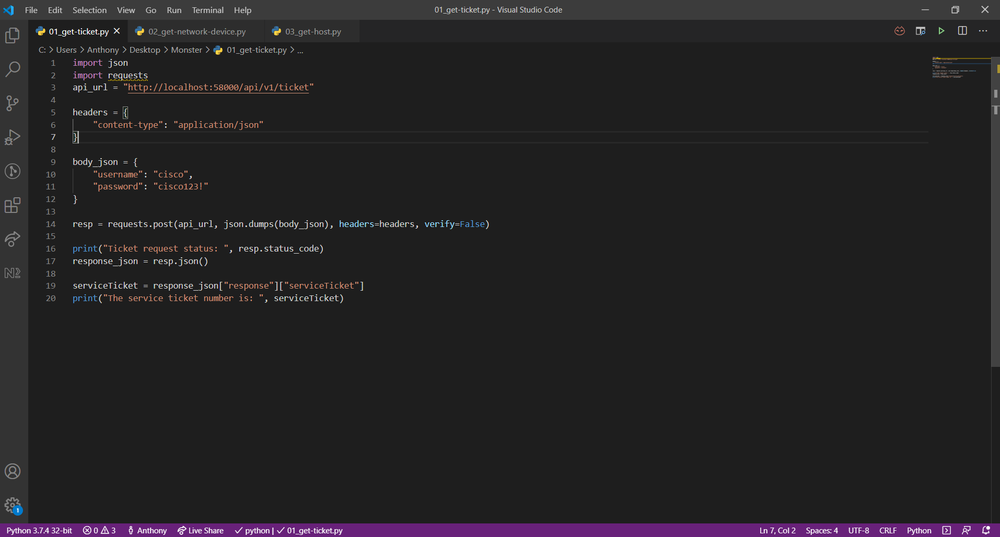 File Edit Selection View Go Run Terminal Help
01_get-ticket.py - Visual Studio Code
01_get-ticket.py
02_get-network-device.py
03_get-host.py
C: > Users > Anthony > Desktop > Monster > 01_get-ticket.py > ...
1 import json
2 import requests
3 api_url = "http://localhost:58000/api/v1/ticket"
4
5 headers = {
6     "content-type": "application/json"
7 }
8
9 body_json = {
10     "username": "cisco",
11     "password": "cisco123!"
12 }
13
14 resp = requests.post(api_url, json.dumps(body_json), headers=headers, verify=False)
15
16 print("Ticket request status: ", resp.status_code)
17 response_json = resp.json()
18
19 serviceTicket = response_json["response"]["serviceTicket"]
20 print("The service ticket number is: ", serviceTicket)
1
Python 3.7.4 32-bit 0 3 Anthony Live Share python | 01_get-ticket.py Ln 7, Col 2 Spaces: 4 UTF-8 CRLF Python